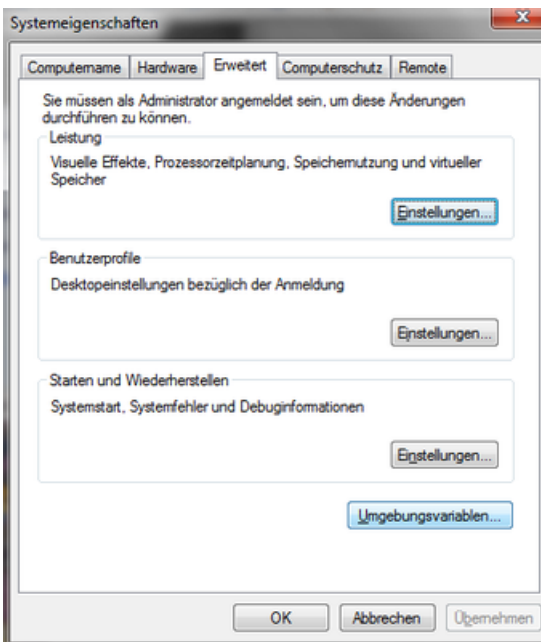 Systemeigenschaften
Computername Hardware Erweitert Computerschutz Remote
Sie müssen als Administrator angemeldet sein, um diese Änderungen
durchführen zu können.
Leistung
Visuelle Effekte, Prozessorzeitplanung, Speichernutzung und virtueller
Speicher
Einstellungen...
Benutzerprofile
Desktopeinstellungen bezüglich der Anmeldung
Einstellungen...
Starten und Wiederherstellen
Systemstart, Systemfehler und Debuginformationen
Einstellungen...
Umgebungsvariablen...
OK Abbrechen Übernehmen